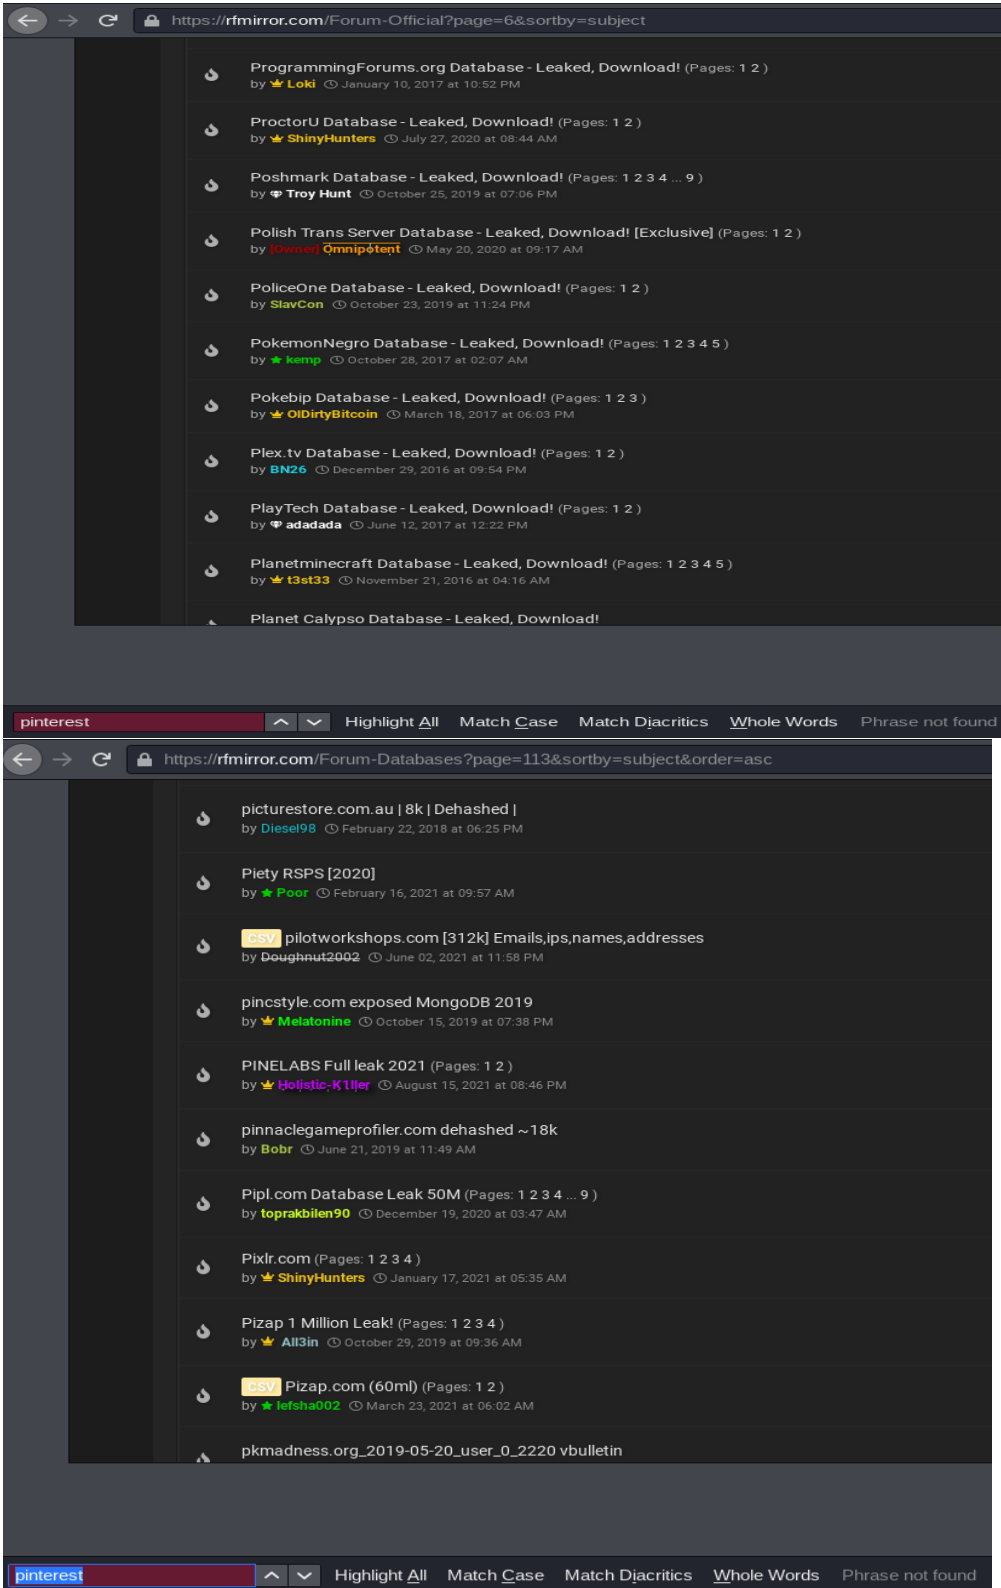 https://rfmirror.com/Forum-Official?page=6&sortby=subject
ProgrammingForums.org Database - Leaked, Download! (Pages: 1 2 )
by Loki January 10, 2017 at 10:52 PM
ProctorU Database - Leaked, Download! (Pages: 1 2 )
by ShinyHunters July 27, 2020 at 08:44 AM
Poshmark Database - Leaked, Download! (Pages: 1 2 3 4 ... 9 )
by Troy Hunt October 25, 2019 at 07:06 PM
Polish Trans Server Database - Leaked, Download! [Exclusive] (Pages: 1 2 )
by [Owner] Omnipotent May 20, 2020 at 09:17 AM
PoliceOne Database - Leaked, Download! (Pages: 1 2 )
by SlavCon October 23, 2019 at 11:24 PM
PokemonNegro Database - Leaked, Download! (Pages: 1 2 3 4 5 )
by kemp October 28, 2017 at 02:07 AM
Pokebip Database - Leaked, Download! (Pages: 1 2 3 )
by OlDirtyBitcoin March 18, 2017 at 06:03 PM
Plex.tv Database - Leaked, Download! (Pages: 1 2 )
by BN26 December 29, 2016 at 09:54 PM
PlayTech Database - Leaked, Download! (Pages: 1 2 )
by adadada June 12, 2017 at 12:22 PM
Planetminecraft Database - Leaked, Download! (Pages: 1 2 3 4 5 )
by t3st33 November 21, 2016 at 04:16 AM
Planet Calypso Database - Leaked, Download!
pinterest Highlight All Match Case Match Diacritics Whole Words Phrase not found
https://rfmirror.com/Forum-Databases?page=113&sortby=subject&order=asc
picturestore.com.au | 8k | Dehashed |
by Diesel98 February 22, 2018 at 06:25 PM
Piety RSPS [2020]
by Poor February 16, 2021 at 09:57 AM
CSV pilotworkshops.com [312k] Emails,ips,names,addresses
by Doughnut2002 June 02, 2021 at 11:58 PM
pincstyle.com exposed MongoDB 2019
by Melatonine October 15, 2019 at 07:38 PM
PINELABS Full leak 2021 (Pages: 1 2 )
by Holistic-K1ller August 15, 2021 at 08:46 PM
pinnaclegameprofiler.com dehashed ~18k
by Bobr June 21, 2019 at 11:49 AM
Pipl.com Database Leak 50M (Pages: 1 2 3 4 ... 9 )
by toprakbilen90 December 19, 2020 at 03:47 AM
Pixlr.com (Pages: 1 2 3 4 )
by ShinyHunters January 17, 2021 at 05:35 AM
Pizap 1 Million Leak! (Pages: 1 2 3 4 )
by All3in October 29, 2019 at 09:36 AM
CSV Pizap.com (60ml) (Pages: 1 2 )
by lefsha002 March 23, 2021 at 06:02 AM
pkmadness.org_2019-05-20_user_0_2220 vbulletin
pinterest Highlight All Match Case Match Diacritics Whole Words Phrase not found